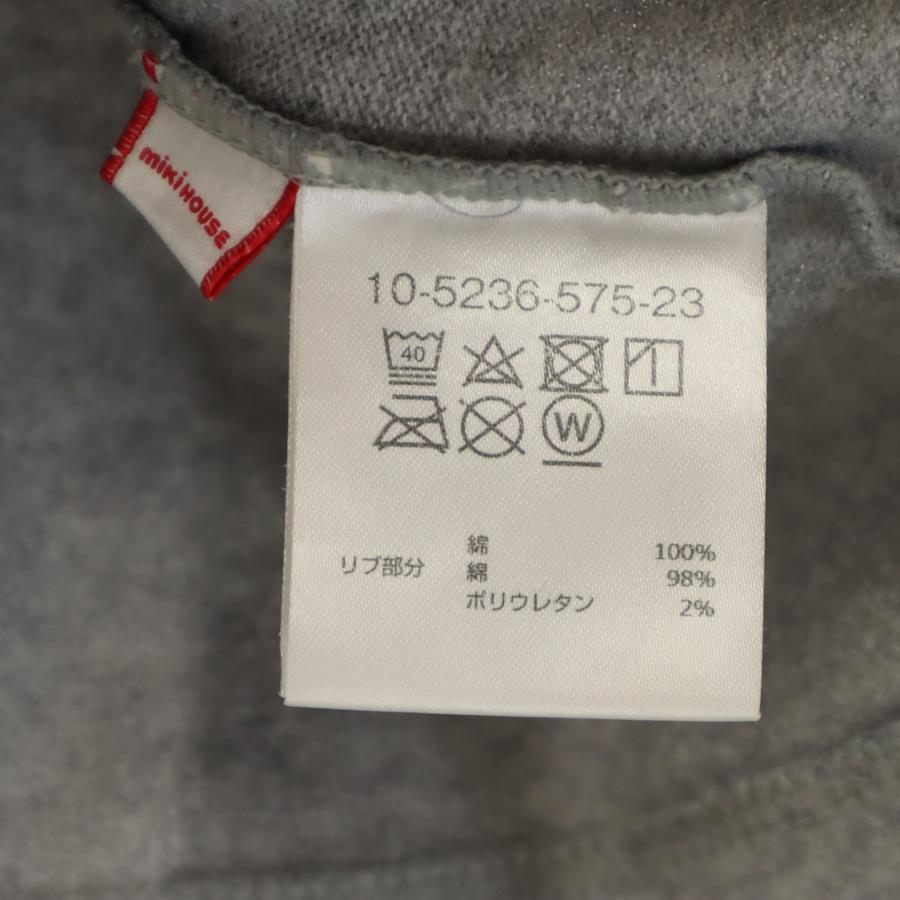 mikiHOUSE
10-5236-575-23
40
W
綿 100%
リブ部分 綿 98%
ポリウレタン 2%